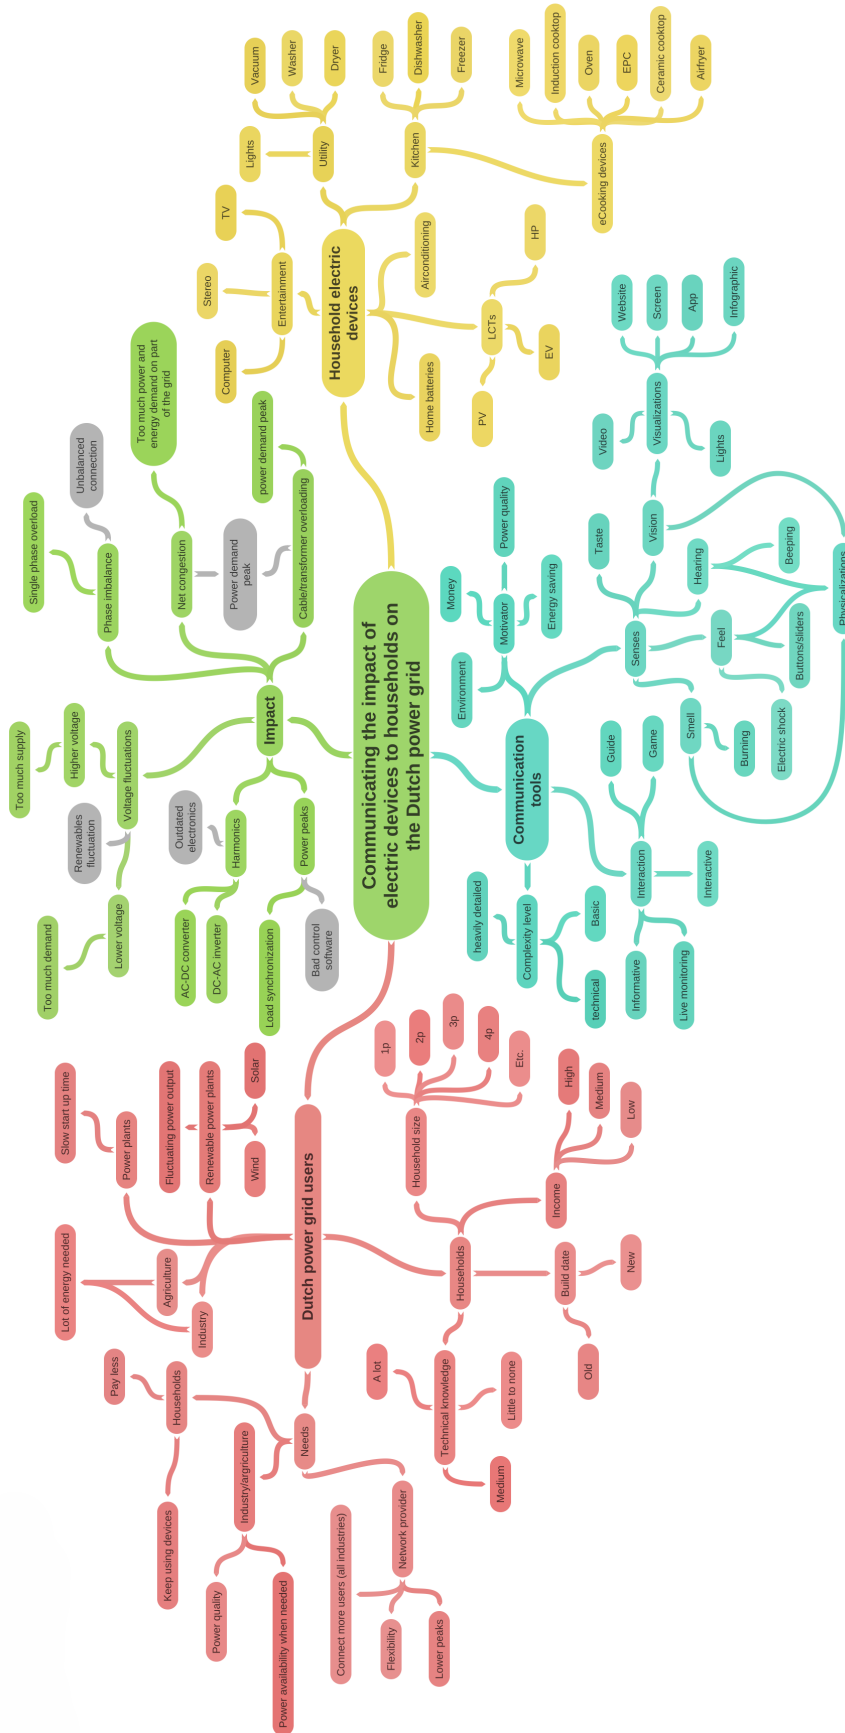 Communicating the impact of
electric devices to households on
the Dutch power grid
Dutch power grid users
Needs
Households
Pay less
Keep using devices
Industry/argriculture
Power quality
Power availability when needed
Network provider
Connect more users (all industries)
Flexibility
Lower peaks
Industry
Agriculture
Lot of energy needed
Power plants
Slow start up time
Renewable power plants
Fluctuating power output
Wind
Solar
Households
Technical knowledge
A lot
Little to none
Medium
Build date
Old
New
Income
High
Medium
Low
Household size
1p
2p
3p
4p
Etc.
Impact
Voltage fluctuations
Higher voltage
Too much supply
Renewables
fluctuation
Lower voltage
Too much demand
Harmonics
Outdated
electronics
AC-DC converter
DC-AC inverter
Power peaks
Load synchronization
Bad control
software
Phase imbalance
Single phase overload
Unbalanced
connection
Net congestion
Too much power and
energy demand on part
of the grid
Power demand
peak
Cable/transformer overloading
power demand peak
Household electric
devices
Entertainment
Computer
Stereo
TV
Utility
Lights
Vacuum
Washer
Dryer
Kitchen
Fridge
Dishwasher
Freezer
eCooking devices
Microwave
Induction cooktop
Oven
EPC
Ceramic cooktop
Airfryer
Airconditioning
Home batteries
LCTs
PV
EV
HP
Communication
tools
Motivator
Environment
Money
Power quality
Energy saving
Complexity level
heavily detailed
Basic
technical
Interaction
Guide
Game
Interactive
Informative
Live monitoring
Senses
Taste
Vision
Visualizations
Video
Lights
Website
Screen
App
Infographic
Hearing
Beeping
Feel
Buttons/sliders
Electric shock
Smell
Burning
Physicalizations